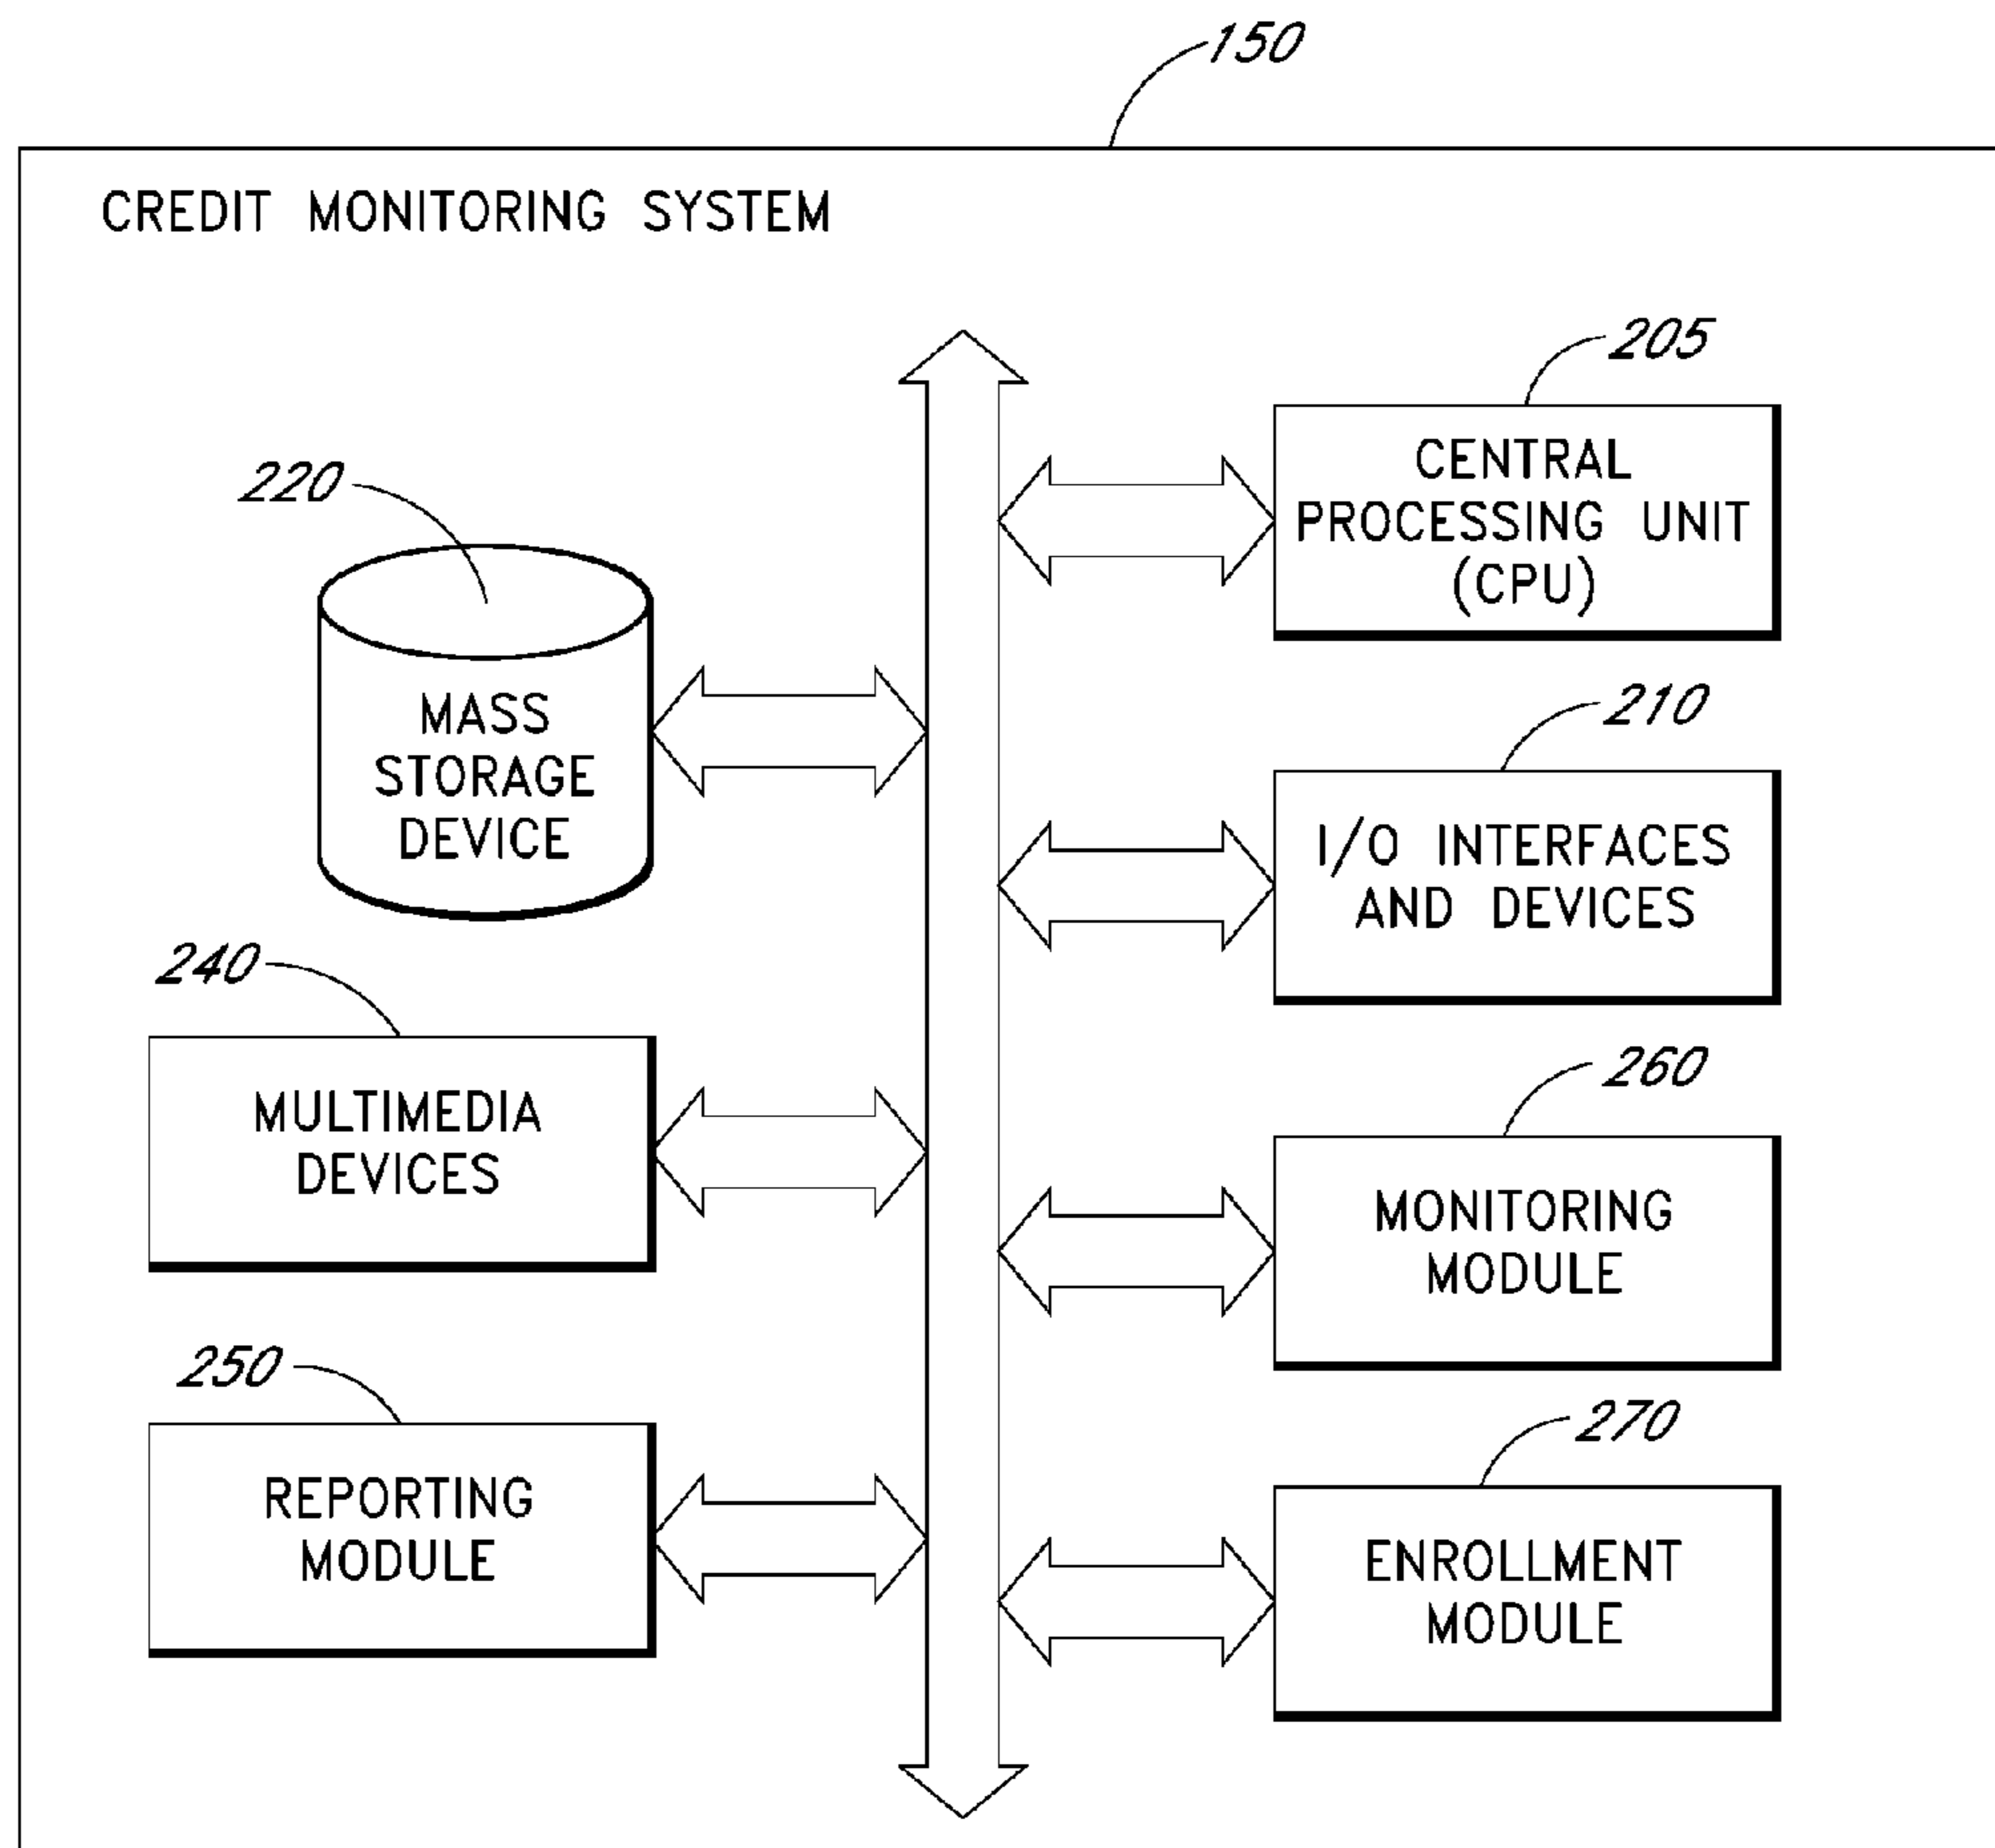 150
CREDIT MONITORING SYSTEM
205
CENTRAL
PROCESSING UNIT
(CPU)
220
MASS
STORAGE
DEVICE
210
I/O INTERFACES
AND DEVICES
240
MULTIMEDIA
DEVICES
260
MONITORING
MODULE
250
REPORTING
MODULE
270
ENROLLMENT
MODULE